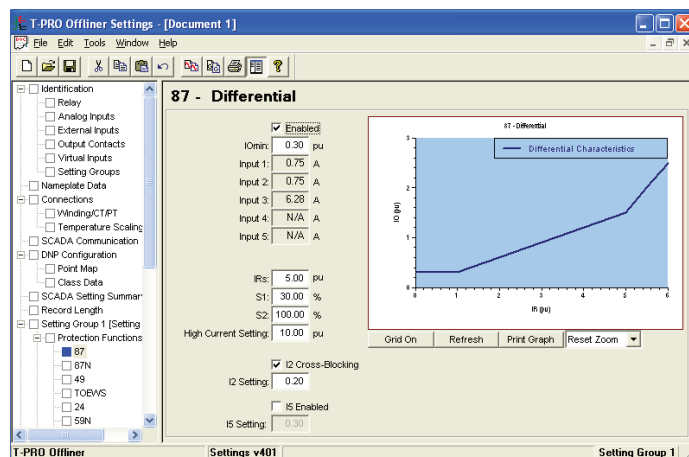 T-PRO Offliner Settings - [Document 1]
File Edit Tools Window Help
Identification
Relay
Analog Inputs
External Inputs
Output Contacts
Virtual Inputs
Setting Groups
Nameplate Data
Connections
Winding/CT/PT
Temperature Scaling
SCADA Communication
DNP Configuration
Point Map
Class Data
SCADA Setting Summar
Record Length
Setting Group 1 [Setting
Protection Functions
87
87N
49
TOEWS
24
59N
87 - Differential
Enabled
IOmin: 0.30 pu
Input 1: 0.75 A
Input 2: 0.75 A
Input 3: 6.28 A
Input 4: N/A A
Input 5: N/A A
IRs: 5.00 pu
S1: 30.00 %
S2: 100.00 %
High Current Setting: 10.00 pu
I2 Cross-Blocking
I2 Setting: 0.20
I5 Enabled
I5 Setting: 0.30
87 - Differential
Differential Characteristics
IO (pu)
3
2
1
0
0 1 2 3 4 5 6
IR (pu)
Grid On Refresh Print Graph Reset Zoom
T-PRO Offliner Settings v401 Setting Group 1